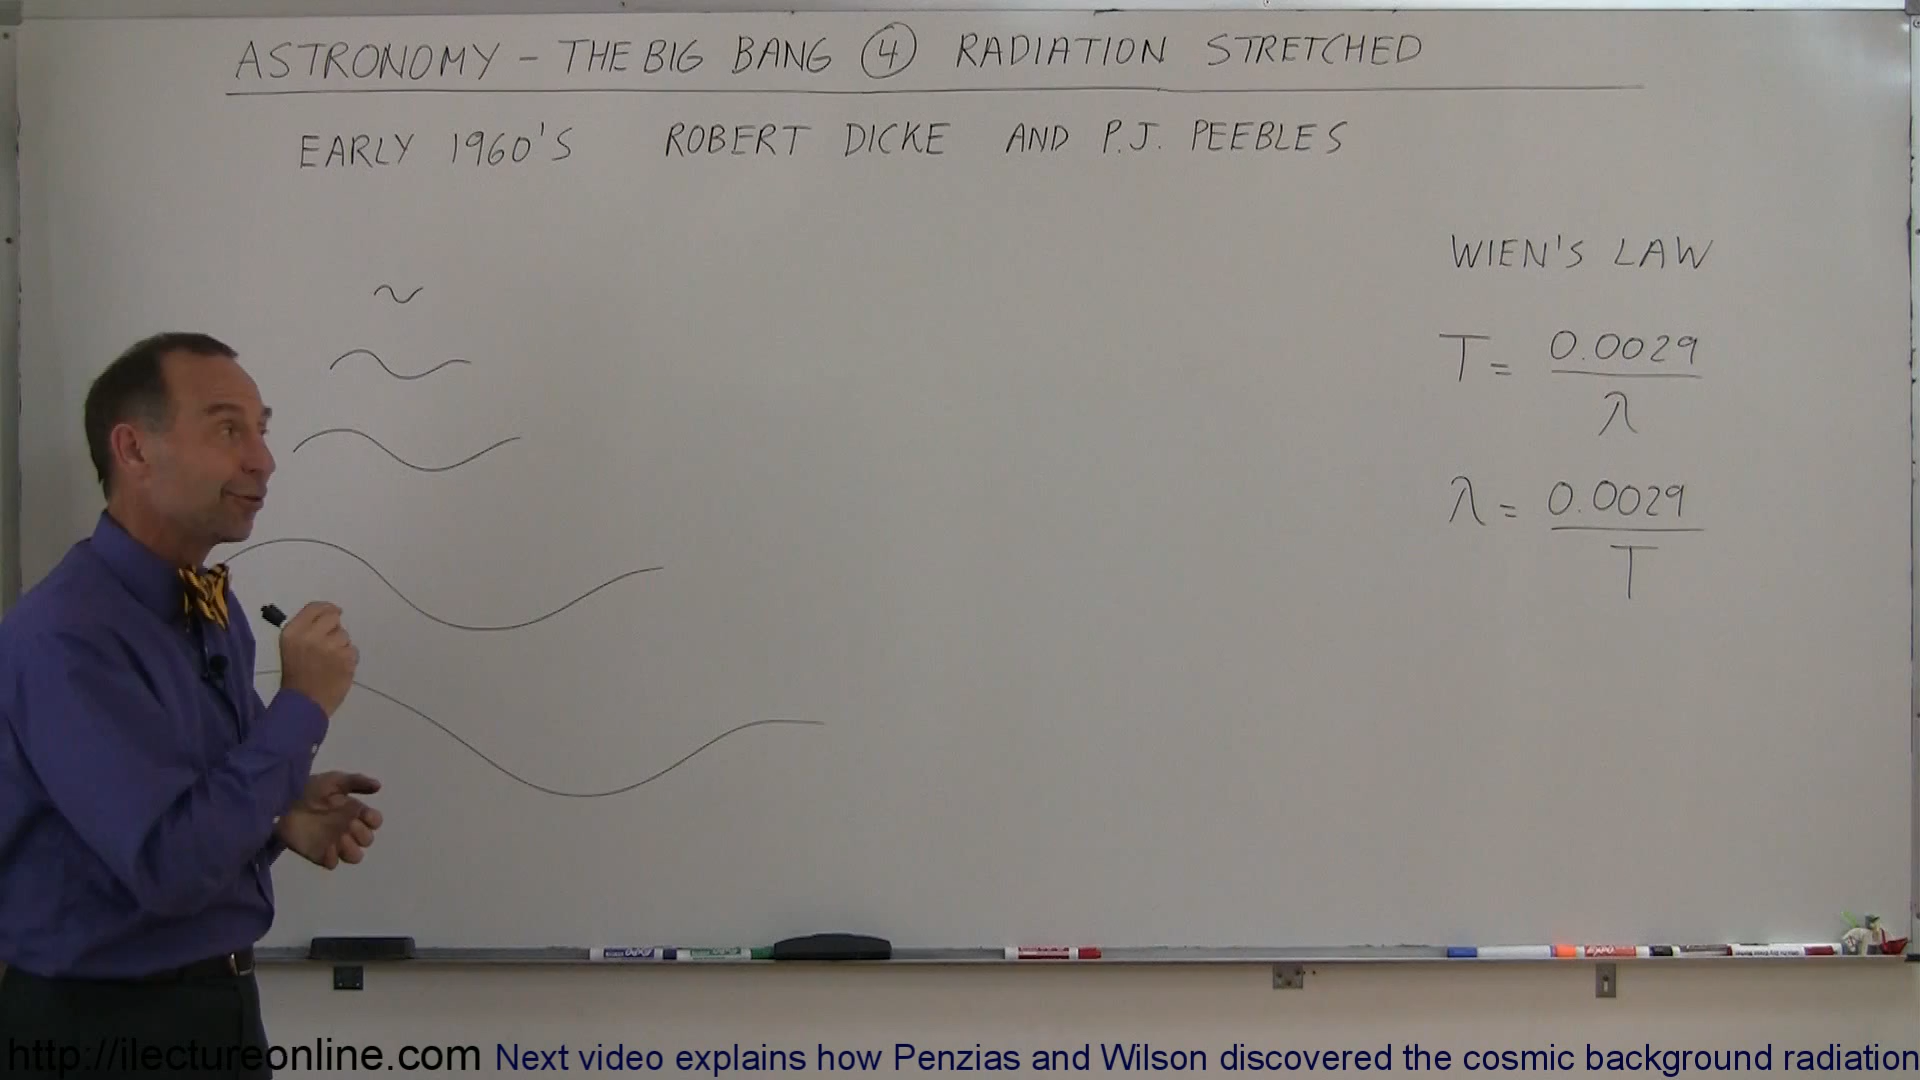 ASTRONOMY - THE BIG BANG ④ RADIATION STRETCHED
EARLY 1960'S ROBERT DICKE AND P.J. PEEBLES
WIEN'S LAW
T = 0.0029 / λ
λ = 0.0029 / T
http://ilectureonline.com Next video explains how Penzias and Wilson discovered the cosmic background radiation